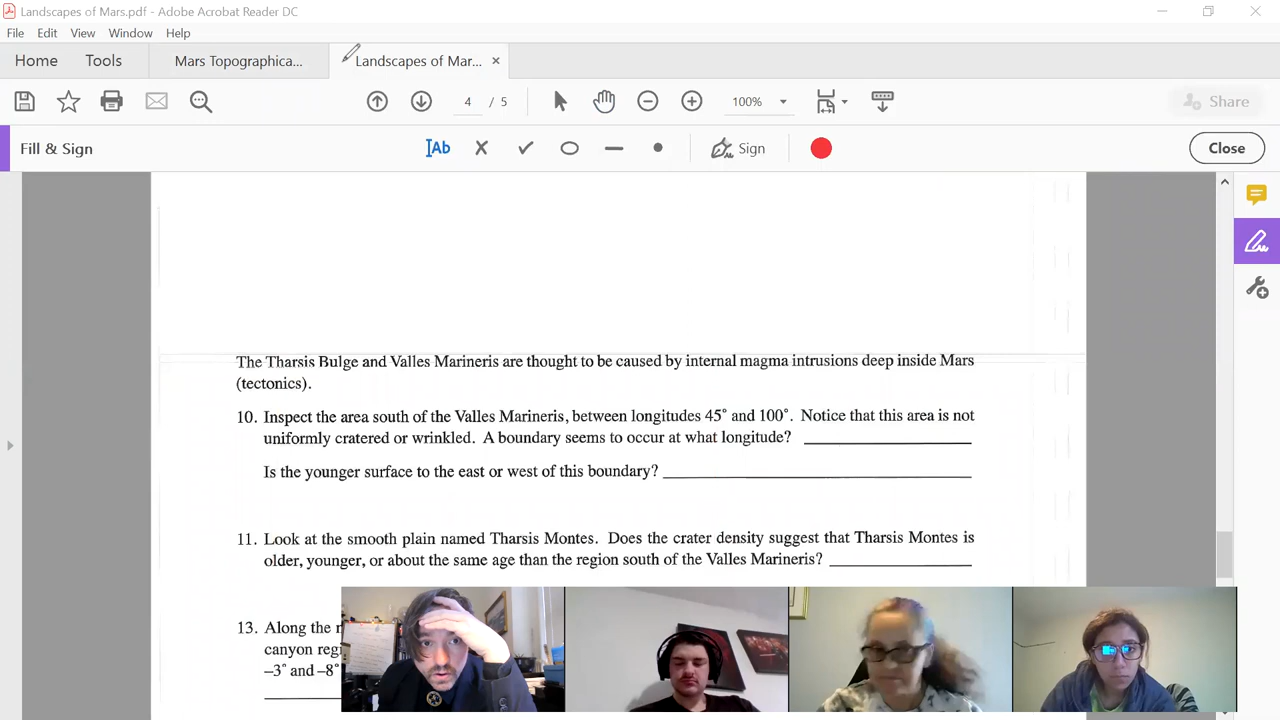 Landscapes of Mars.pdf - Adobe Acrobat Reader DC
File Edit View Window Help
Home Tools Mars Topographica... Landscapes of Mar... ×
4 / 5 100% Share
Fill & Sign Ab Sign Close
The Tharsis Bulge and Valles Marineris are thought to be caused by internal magma intrusions deep inside Mars
(tectonics).
10. Inspect the area south of the Valles Marineris, between longitudes 45° and 100°. Notice that this area is not
uniformly cratered or wrinkled. A boundary seems to occur at what longitude?
Is the younger surface to the east or west of this boundary?
11. Look at the smooth plain named Tharsis Montes. Does the crater density suggest that Tharsis Montes is
older, younger, or about the same age than the region south of the Valles Marineris?
13. Along the
canyon
–3° and –8°